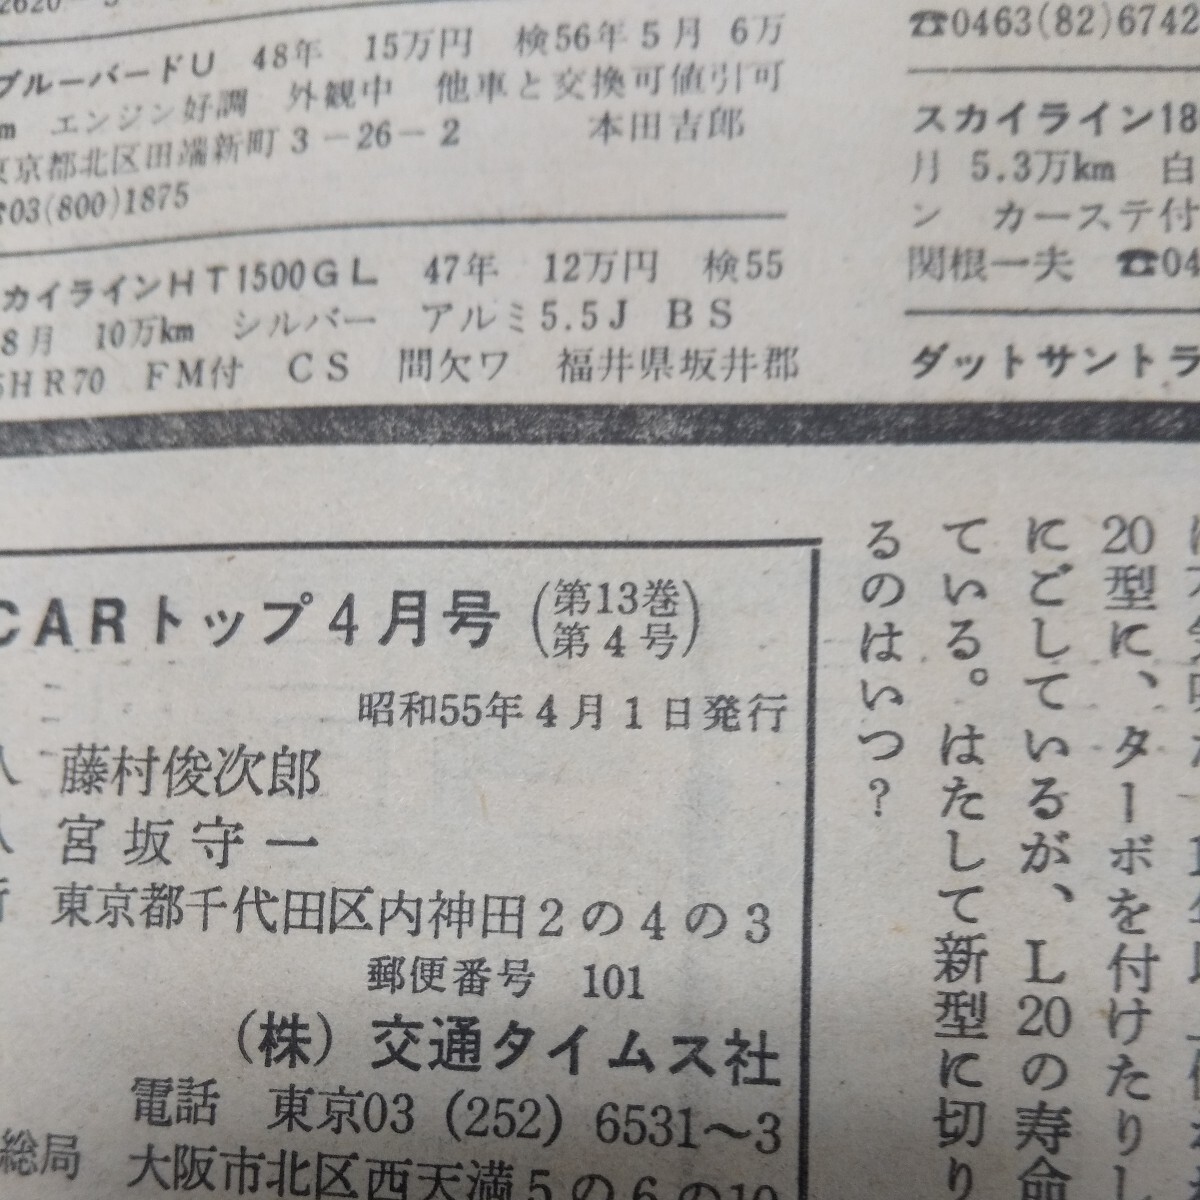 ブルーバードU 48年 15万円 検56年5月 6万
エンジン好調 外観中 他車と交換可値引可
東京都北区田端新町3-26-2 本田吉郎
☎03(800)1875
カイラインHT1500GL 47年 12万円 検55
8月 10万km シルバー アルミ5.5J BS
HR70 FM付 CS 間欠ワ 福井県坂井郡
☎0463(82)6742
スカイライン18
月 5.3万km 白
ン カーステ付
関根一夫 ☎04
ダットサントラ
CARトップ4月号(第13巻
第4号)
昭和55年4月1日発行
人 藤村俊次郎
人 宮坂守一
所 東京都千代田区内神田2の4の3
郵便番号 101
(株)交通タイムス社
電話 東京03(252)6531〜3
総局 大阪市北区西天満5の6の10
20型に、ターボを付けたりし
にごしているが、L20の寿命
ている。はたして新型に切り
るのはいつ?